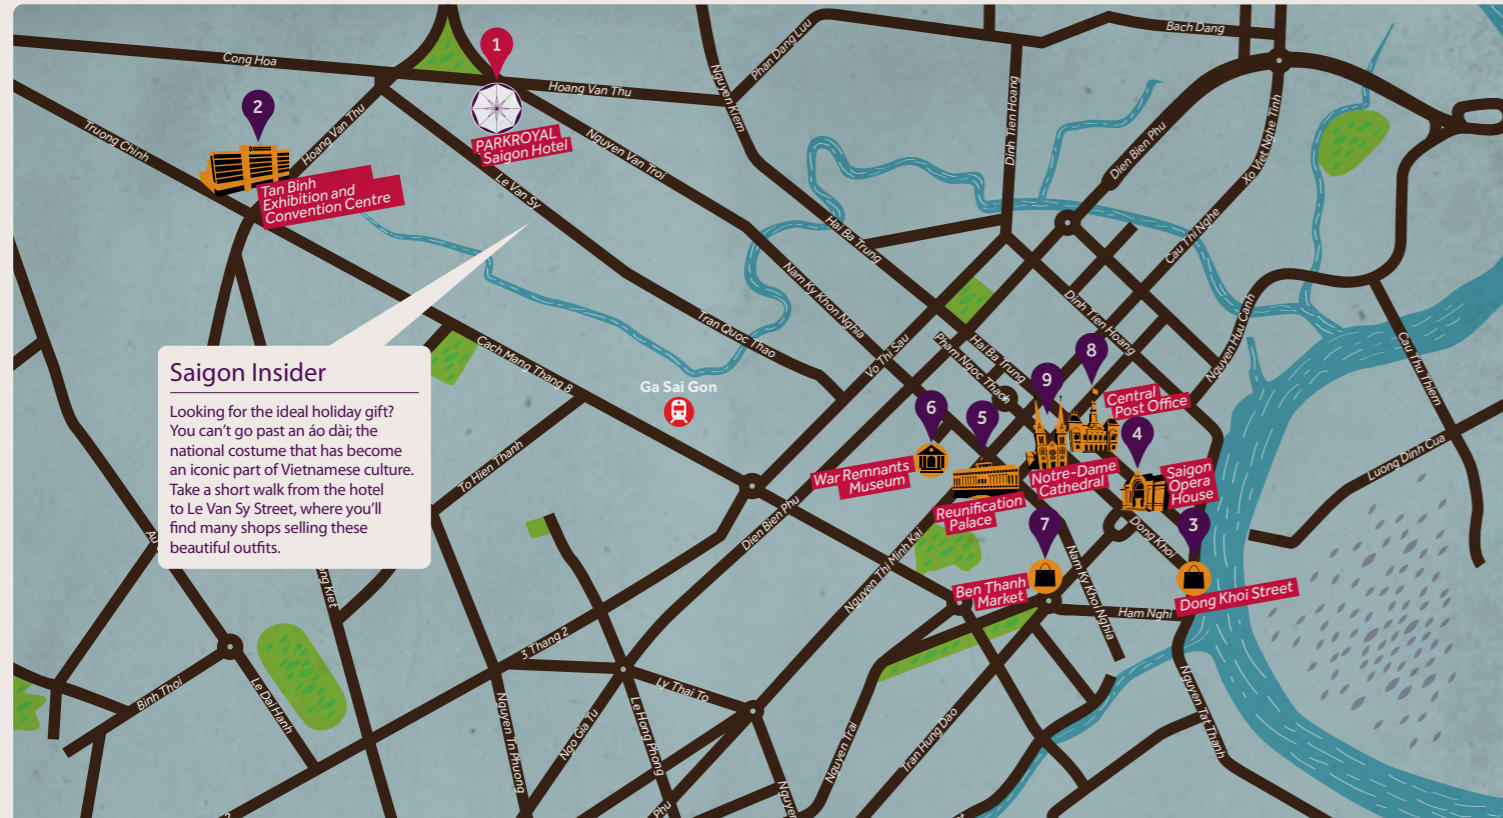 Bach Dang
Phan Dang Luu
Cong Hoa
1
Hoang Van Thu
Nguyen Kiem
Dinh Tien Hoang
2
Truong Chinh
Hoang Van Thu
PARKROYAL
Saigon Hotel
Nguyen Van Troi
Dien Bien Phu
Xo Viet Nghe Tinh
Tan Binh
Exhibition and
Convention Centre
Le Van Sy
Hai Ba Trung
Cau Thi Nghe
Nam Ky Khon Nghia
Dinh Tien Hoang
Nguyen Huu Canh
Tran Quoc Thao
Vo Thi Sau
Pham Ngoc Thach
Hai Ba Trung
Cau Thu Thiem
Cach Mang Thang 8
Saigon Insider
Looking for the ideal holiday gift?
You can't go past an áo dài; the
national costume that has become
an iconic part of Vietnamese culture.
Take a short walk from the hotel
to Le Van Sy Street, where you'll
find many shops selling these
beautiful outfits.
Ga Sai Gon
8
9
6
5
4
Central
Post Office
War Remnants
Museum
Notre-Dame
Cathedral
Saigon
Opera
House
Reunification
Palace
Luong Dinh Cua
To Hien Thanh
Dien Bien Phu
Nguyen Thi Minh Kai
7
3
Dong Khoi
Nam Ky Khoi Nghia
Ben Thanh
Market
Dong Khoi Street
Ham Nghi
Kiet
3 Thang 2
Binh Thoi
Le Dai Hanh
Ly Thai To
Nguyen Tri Phuong
Ngo Gia Tu
Le Hong Phong
Nguyen Trai
Tran Hung Dao
Nguyen Tat Thanh
Phu